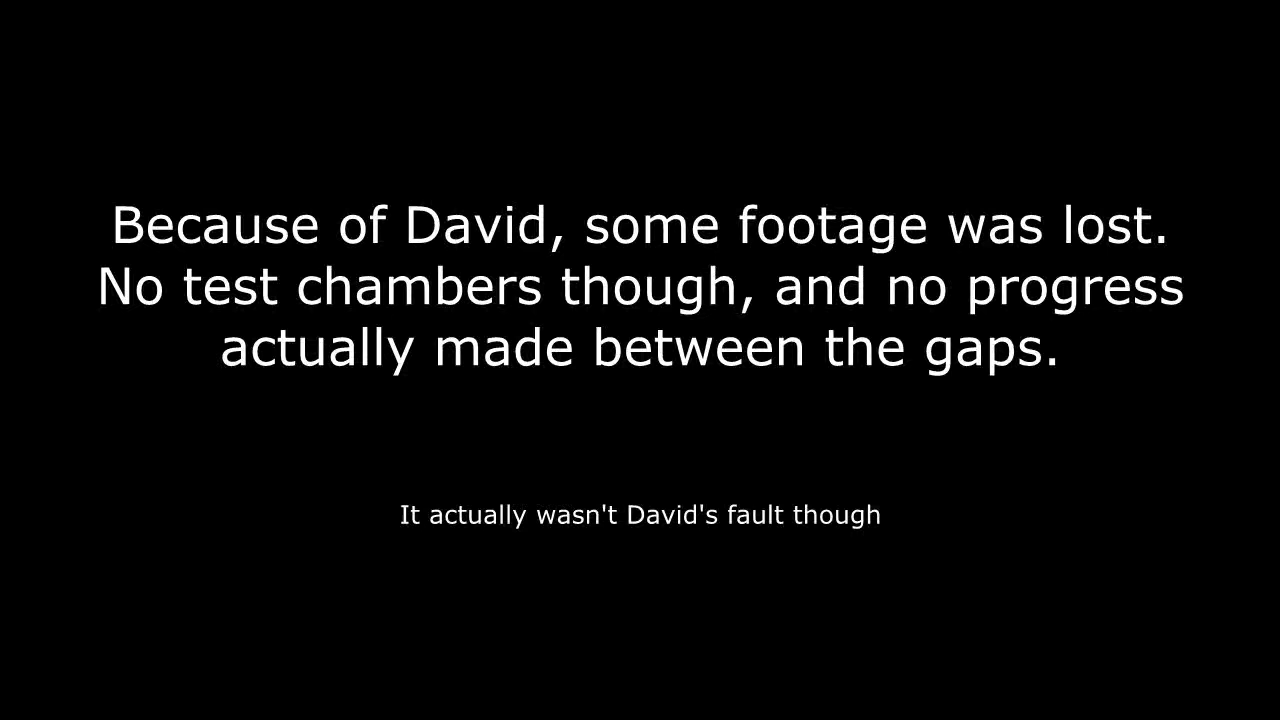 Because of David, some footage was lost.
No test chambers though, and no progress
actually made between the gaps.
It actually wasn't David's fault though